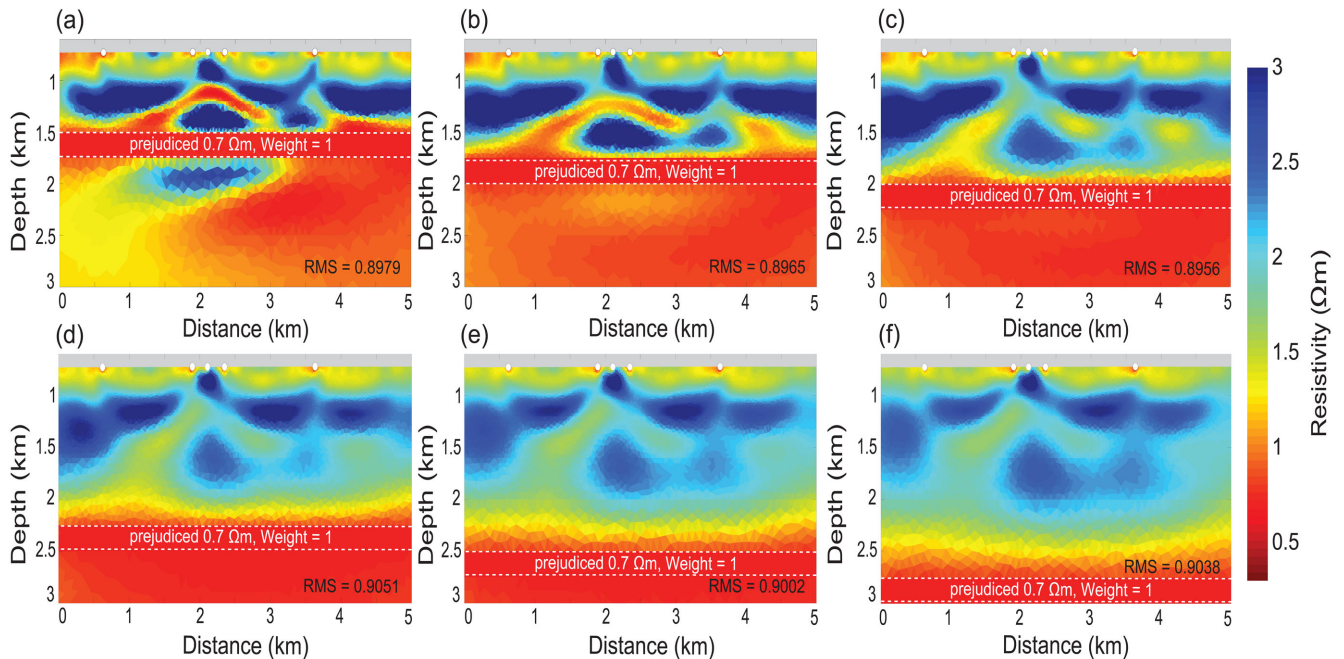 (a)
(b)
(c)
Depth (km)
1
1.5
2
2.5
3
prejudiced 0.7 Ωm, Weight = 1
RMS = 0.8979
0 1 2 3 4 5
Distance (km)
Depth (km)
1
1.5
2
2.5
3
prejudiced 0.7 Ωm, Weight = 1
RMS = 0.8965
0 1 2 3 4 5
Distance (km)
Depth (km)
1
1.5
2
2.5
3
prejudiced 0.7 Ωm, Weight = 1
RMS = 0.8956
0 1 2 3 4 5
Distance (km)
(d)
(e)
(f)
Depth (km)
1
1.5
2
2.5
3
prejudiced 0.7 Ωm, Weight = 1
RMS = 0.9051
0 1 2 3 4 5
Distance (km)
Depth (km)
1
1.5
2
2.5
3
prejudiced 0.7 Ωm, Weight = 1
RMS = 0.9002
0 1 2 3 4 5
Distance (km)
Depth (km)
1
1.5
2
2.5
3
RMS = 0.9038
prejudiced 0.7 Ωm, Weight = 1
0 1 2 3 4 5
Distance (km)
3
2.5
2
1.5
1
0.5
Resistivity (Ωm)